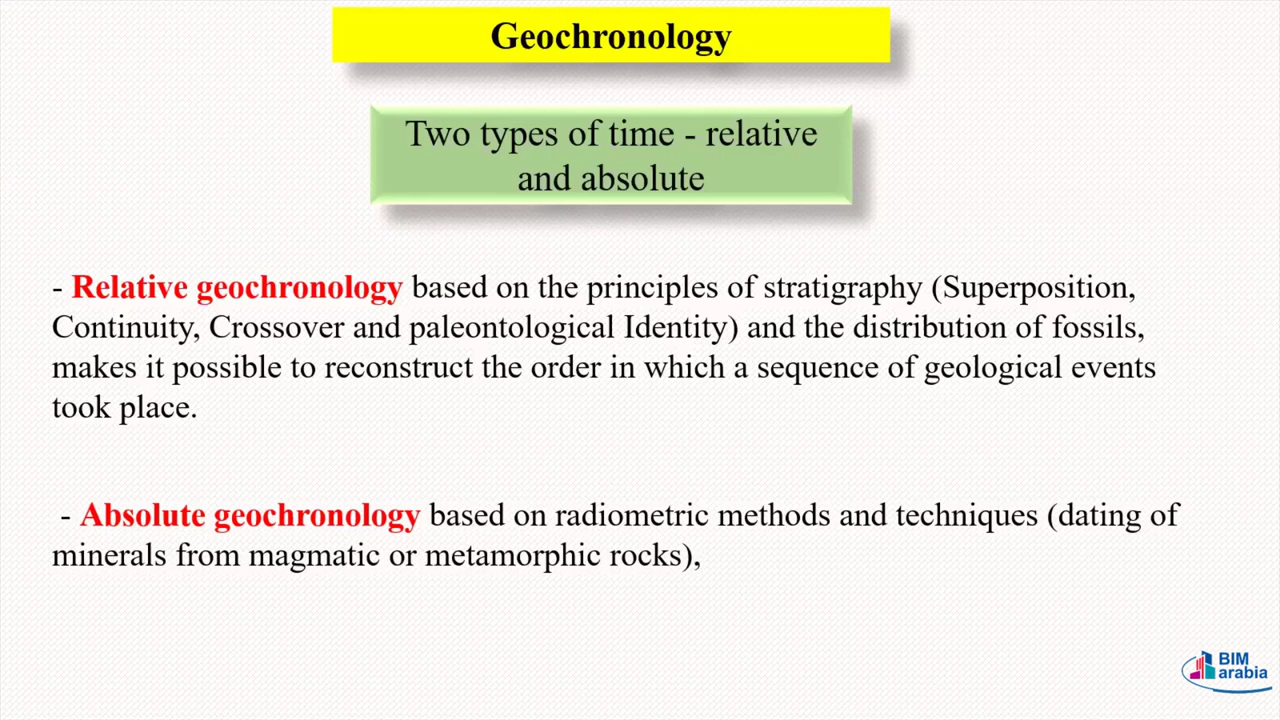 Geochronology
Two types of time - relative
and absolute
- Relative geochronology based on the principles of stratigraphy (Superposition,
Continuity, Crossover and paleontological Identity) and the distribution of fossils,
makes it possible to reconstruct the order in which a sequence of geological events
took place.
- Absolute geochronology based on radiometric methods and techniques (dating of
minerals from magmatic or metamorphic rocks),
BIM
arabia